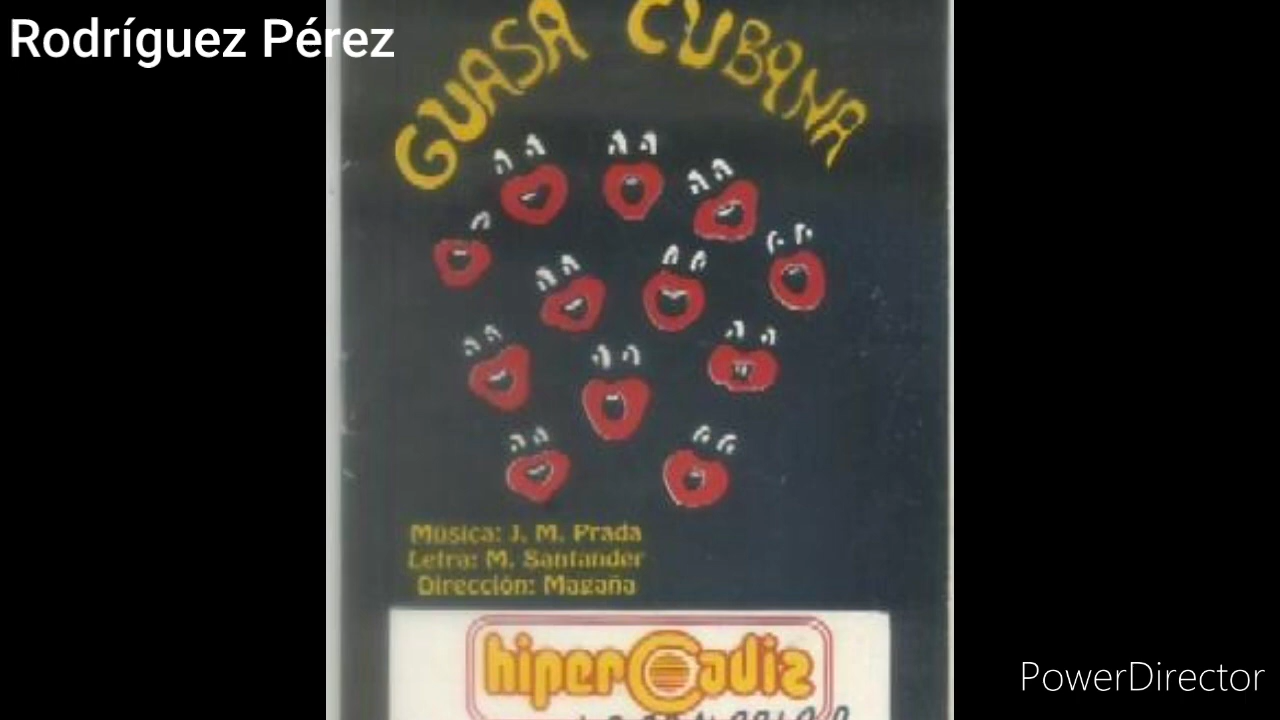 Rodríguez Pérez
GUASA CUBANA
Música: J. M. Prada
Letra: M. Santander
Dirección: Magaña
hiperCadiz
PowerDirector